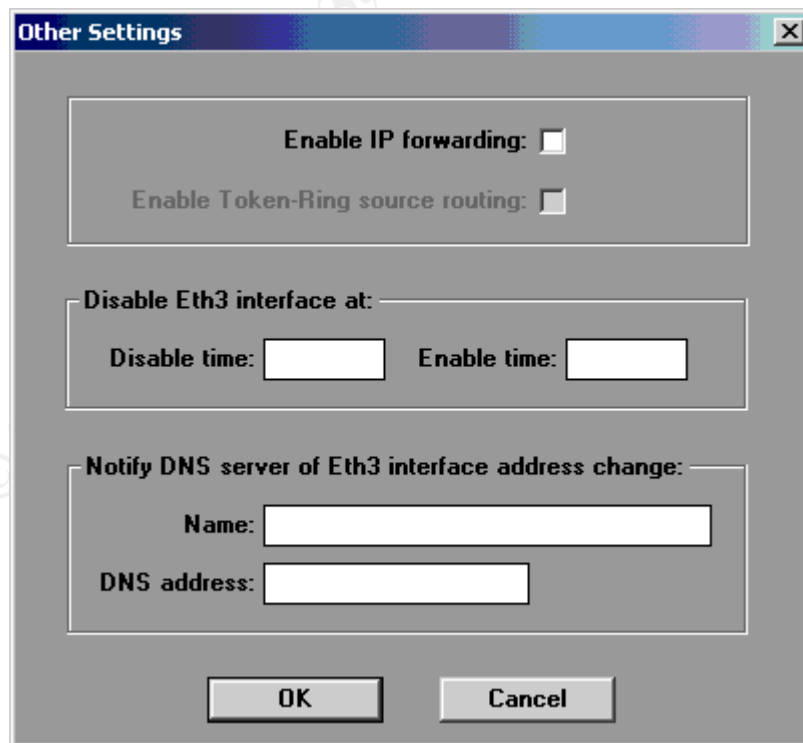 Other Settings
Enable IP forwarding:
Enable Token-Ring source routing:
Disable Eth3 interface at:
Disable time: Enable time:
Notify DNS server of Eth3 interface address change:
Name:
DNS address:
OK Cancel